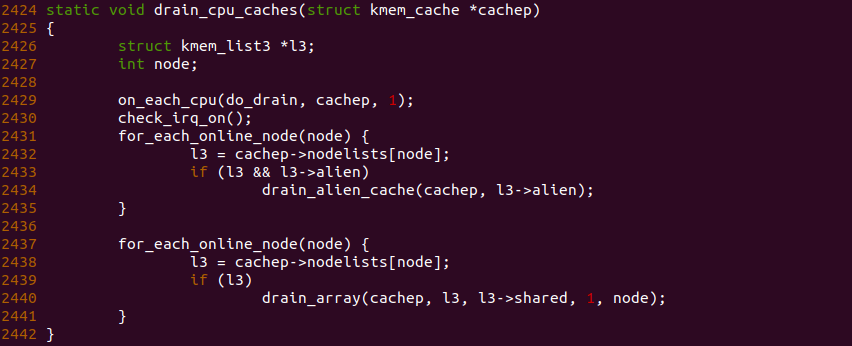 2424 static void drain_cpu_caches(struct kmem_cache *cachep)
2425 {
2426         struct kmem_list3 *l3;
2427         int node;
2428
2429         on_each_cpu(do_drain, cachep, 1);
2430         check_irq_on();
2431         for_each_online_node(node) {
2432                 l3 = cachep->nodelists[node];
2433                 if (l3 && l3->alien)
2434                         drain_alien_cache(cachep, l3->alien);
2435         }
2436
2437         for_each_online_node(node) {
2438                 l3 = cachep->nodelists[node];
2439                 if (l3)
2440                         drain_array(cachep, l3, l3->shared, 1, node);
2441         }
2442 }